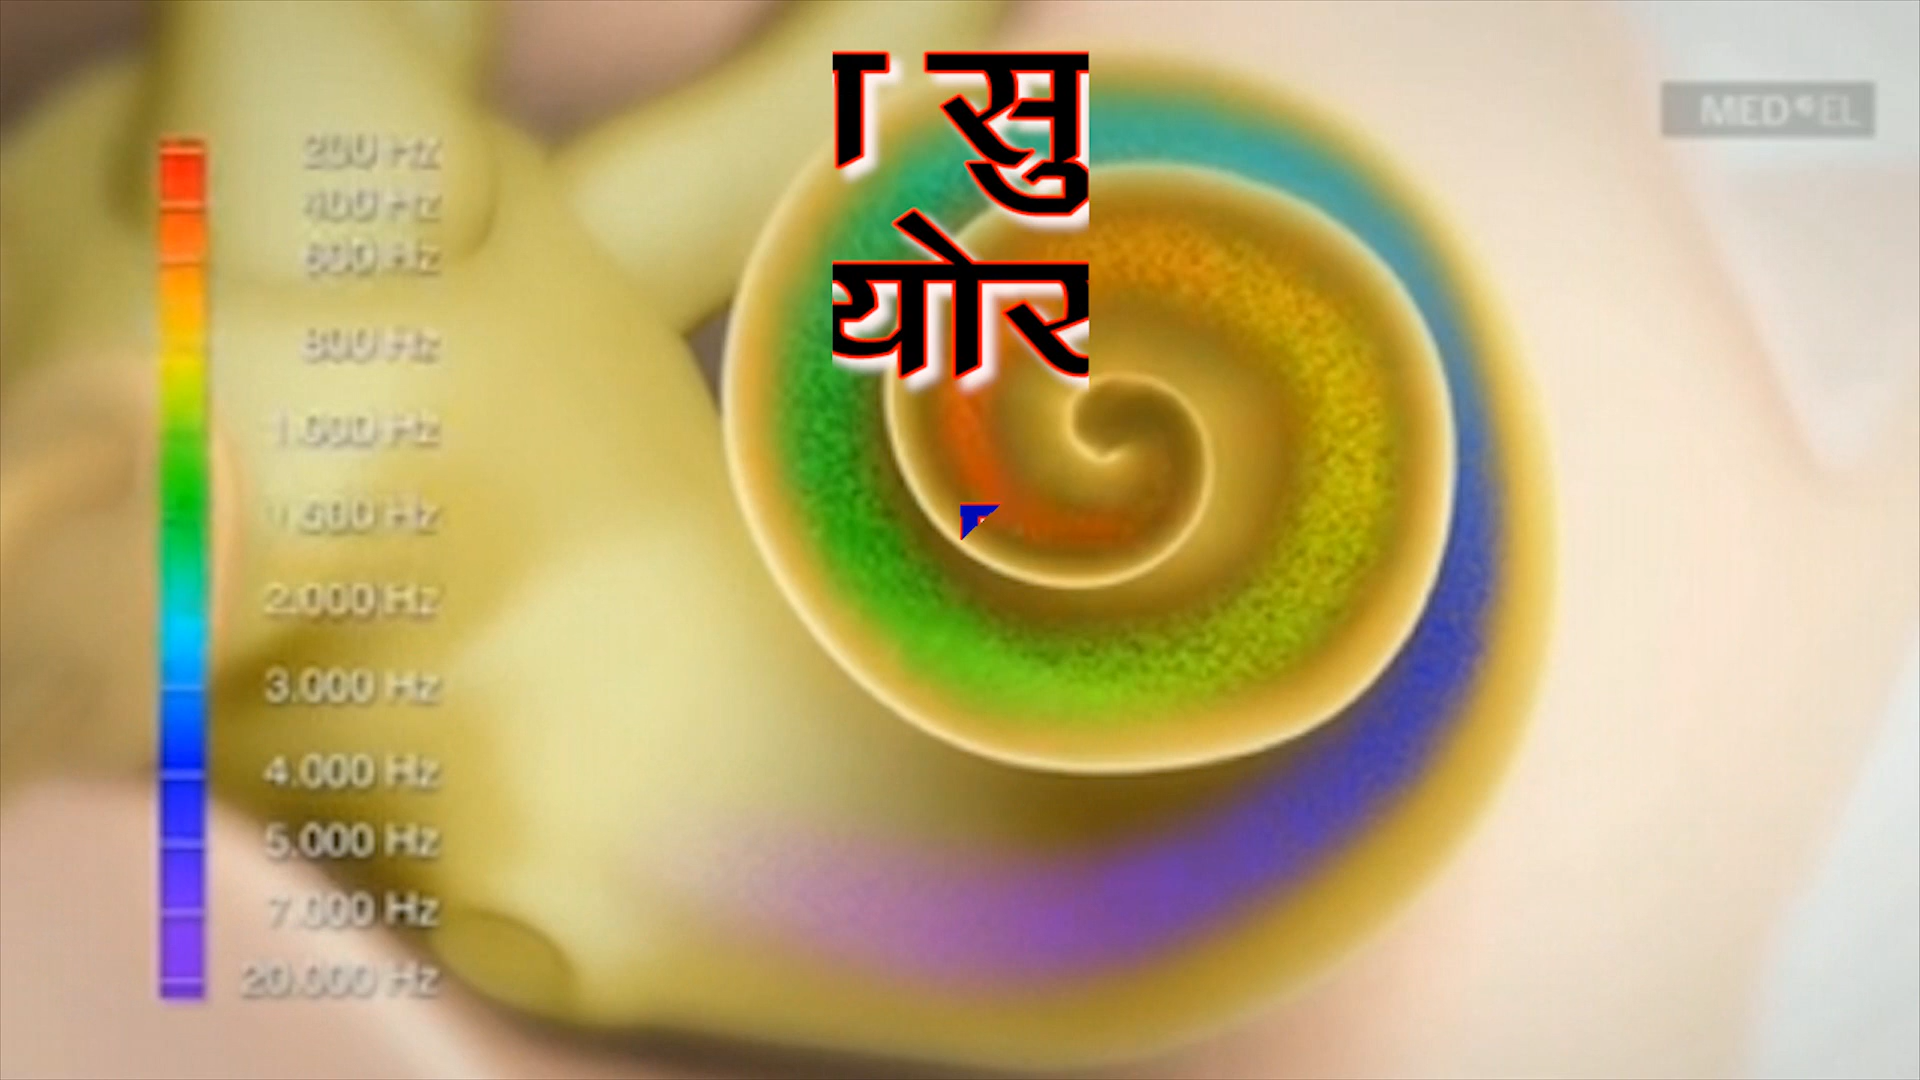 ा सु
योर
MED EL
200 Hz
400 Hz
600 Hz
800 Hz
1.000 Hz
1.500 Hz
2.000 Hz
3.000 Hz
4.000 Hz
5.000 Hz
7.000 Hz
20.000 Hz